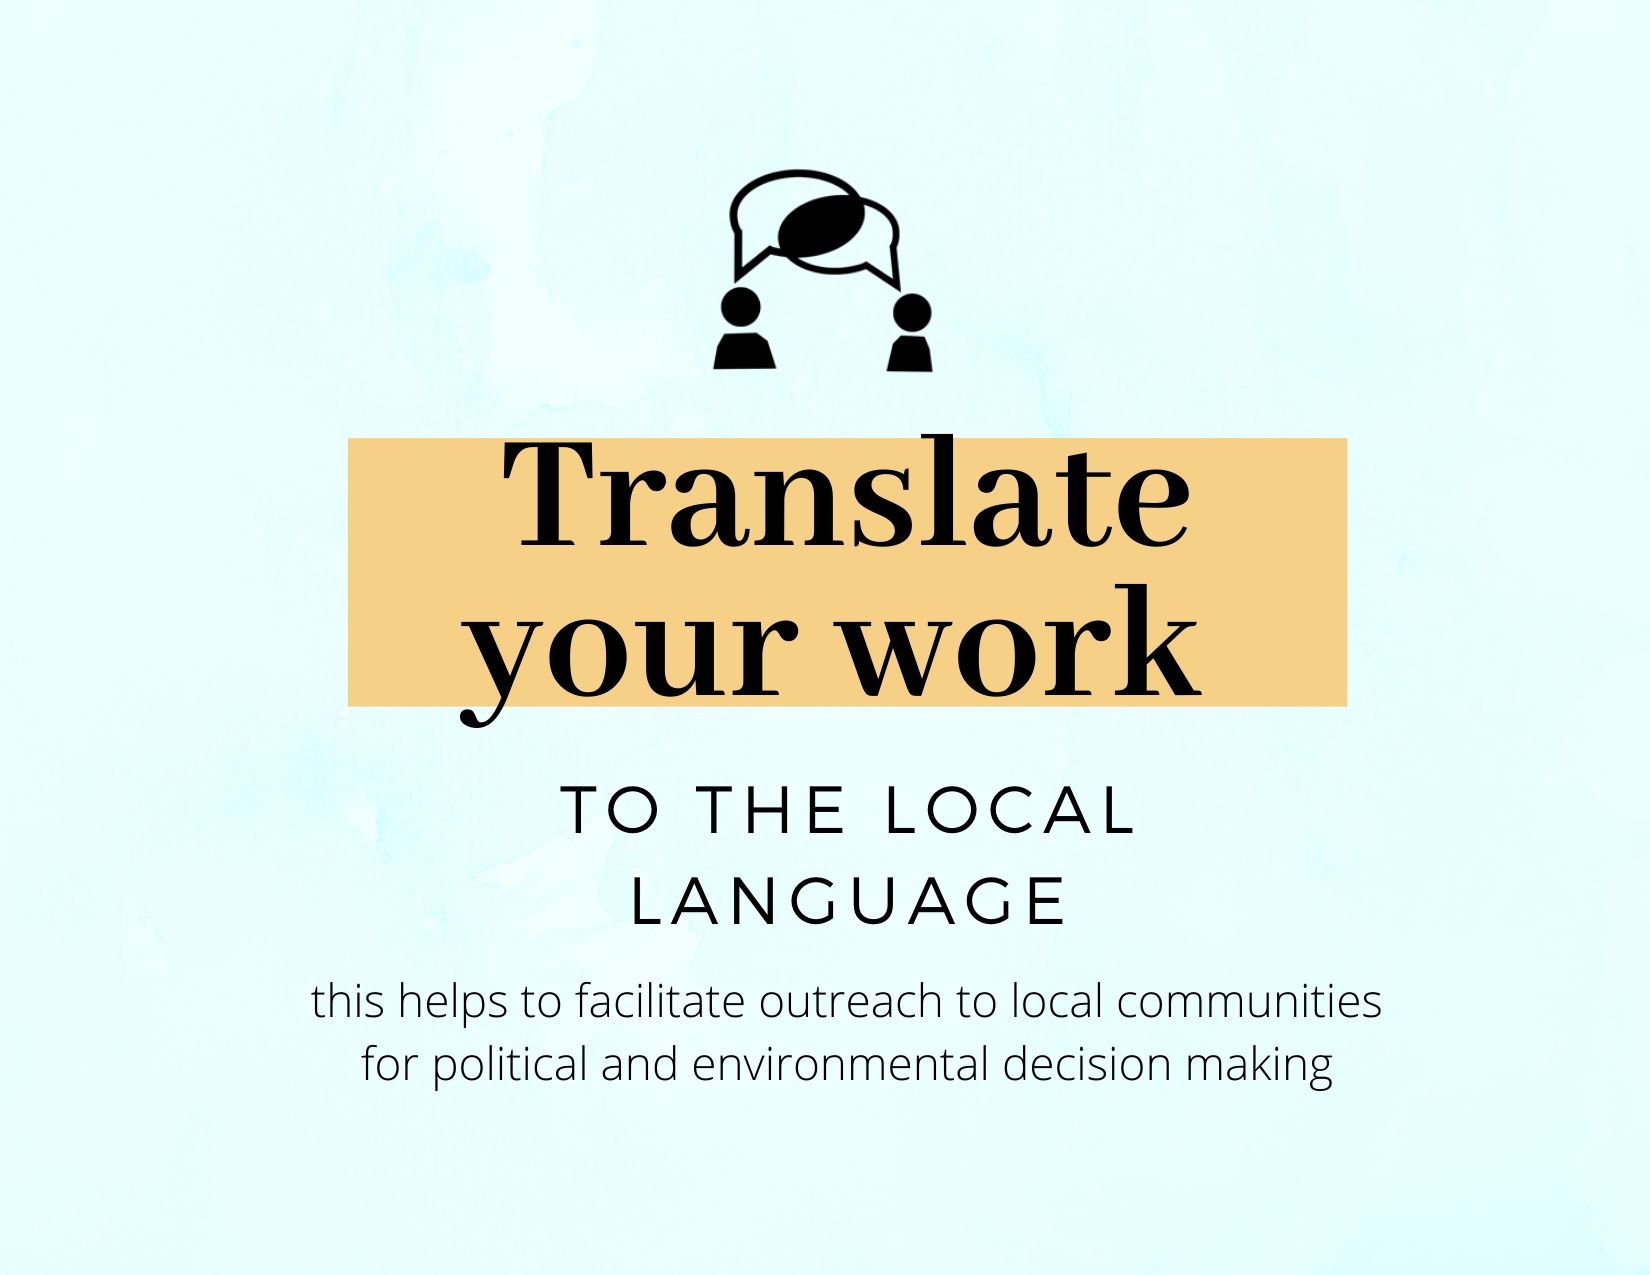 Translate
your work
TO THE LOCAL
LANGUAGE
this helps to facilitate outreach to local communities
for political and environmental decision making